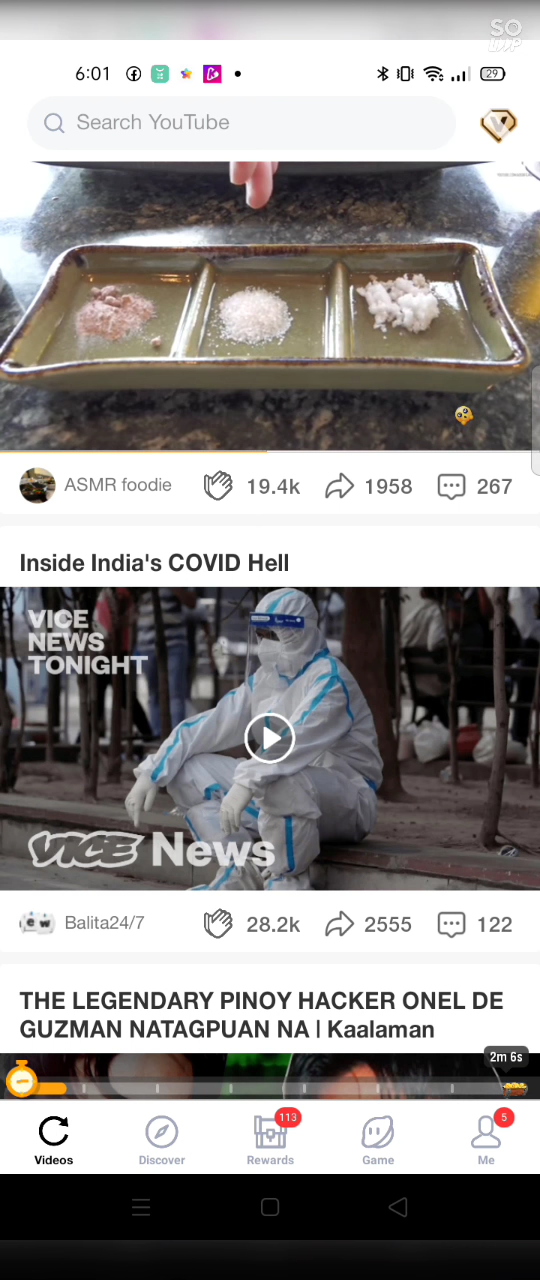 SO
LOOP
6:01
29
Search YouTube
ASMR foodie
19.4k
1958
267
Inside India's COVID Hell
VICE
NEWS
TONIGHT
VICE News
Balita24/7
28.2k
2555
122
THE LEGENDARY PINOY HACKER ONEL DE
GUZMAN NATAGPUAN NA | Kaalaman
2m 6s
113
5
Videos
Discover
Rewards
Game
Me